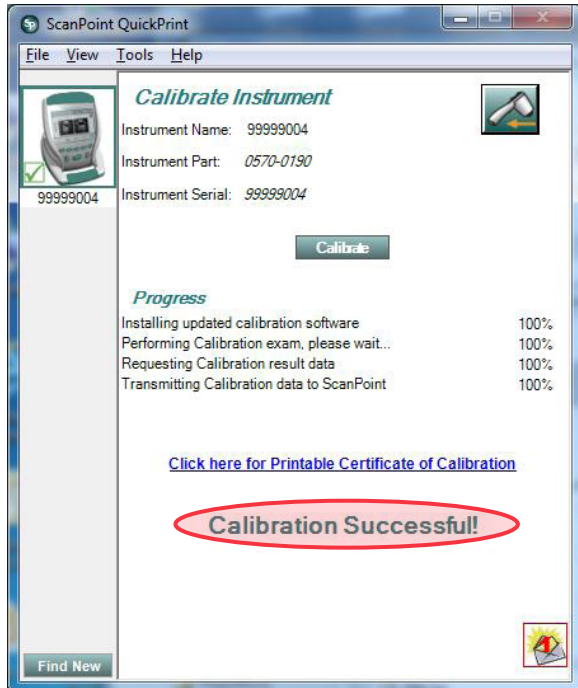 ScanPoint QuickPrint
File View Tools Help
Calibrate Instrument
Instrument Name: 99999004
Instrument Part: 0570-0190
Instrument Serial: 99999004
99999004
Calibrate
Progress
Installing updated calibration software 100%
Performing Calibration exam, please wait... 100%
Requesting Calibration result data 100%
Transmitting Calibration data to ScanPoint 100%
Click here for Printable Certificate of Calibration
Calibration Successful!
Find New